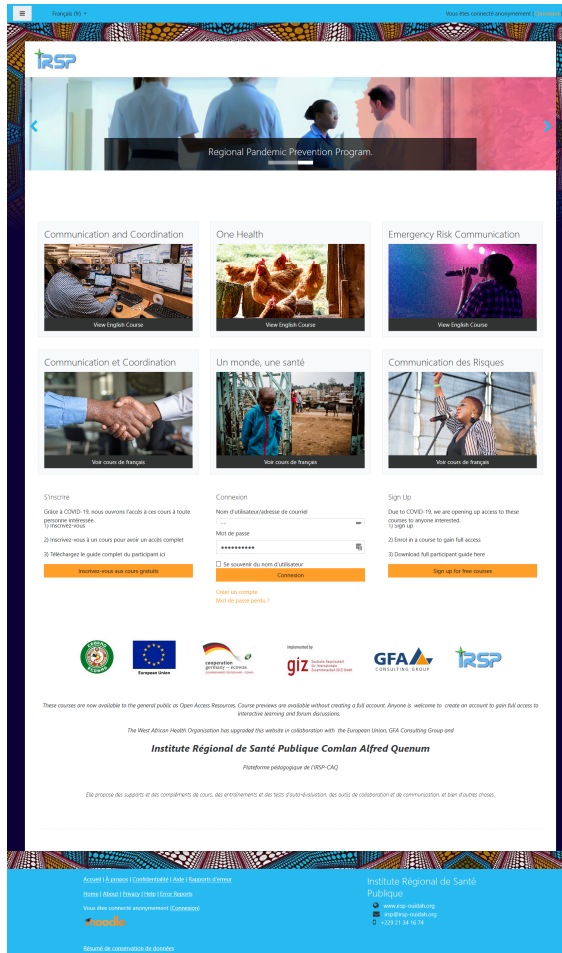 Français (fr)
Vous êtes connecté anonymement
IRSP
Regional Pandemic Prevention Program.
Communication and Coordination
View English Course
One Health
View English Course
Emergency Risk Communication
View English Course
Communication et Coordination
Voir cours de français
Un monde, une santé
Voir cours de français
Communication des Risques
Voir cours de français
S'inscrire
Grâce à COVID-19, nous ouvrons l'accès à ces cours à toute
personne intéressée.
1) Inscrivez-vous
2) Inscrivez-vous à un cours pour avoir un accès complet
3) Téléchargez le guide complet du participant ici
Inscrivez-vous aux cours gratuits
Connexion
Nom d'utilisateur/adresse de courriel
Mot de passe
Se souvenir du nom d'utilisateur
Connexion
Créer un compte
Mot de passe perdu ?
Sign Up
Due to COVID-19, we are opening up access to these
courses to anyone interested.
1) Sign up
2) Enrol in a course to gain full access
3) Download full participant guide here
Sign up for free courses
European Union
cooperation
germany – ecowas
Implemented by
giz Deutsche Gesellschaft
für Internationale
Zusammenarbeit (GIZ) GmbH
GFA
CONSULTING GROUP
IRSP
These courses are now available to the general public as Open Access Resources. Course previews are available without creating a full account. Anyone is welcome to create an account to gain full access to
interactive learning and forum discussions.
The West African Health Organisation has upgraded this website in collaboration with the European Union, GFA Consulting Group and
Institute Régional de Santé Publique Comlan Alfred Quenum
Plateforme pédagogique de l'IRSP-CAQ.
Elle propose des supports et des compléments de cours, des entraînements et des tests d'auto-évaluation, des outils de collaboration et de communication, et bien d'autres choses.
Accueil | À propos | Confidentialité | Aide | Rapports d'erreur
Home | About | Privacy | Help | Error Reports
Vous êtes connecté anonymement (Connexion)
moodle
Résumé de conservation de données
Institute Régional de Santé
Publique
www.irsp-ouidah.org
irsp@irsp-ouidah.org
+229 21 34 16 74